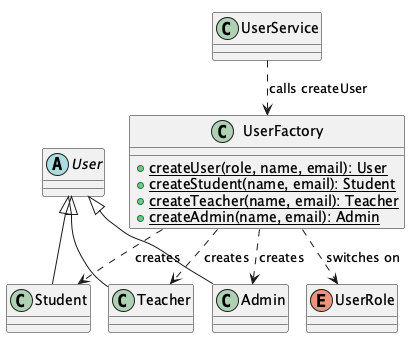 C UserService
calls createUser
C UserFactory
createUser(role, name, email): User
createStudent(name, email): Student
createTeacher(name, email): Teacher
createAdmin(name, email): Admin
A User
creates
creates
creates
switches on
C Student
C Teacher
C Admin
E UserRole